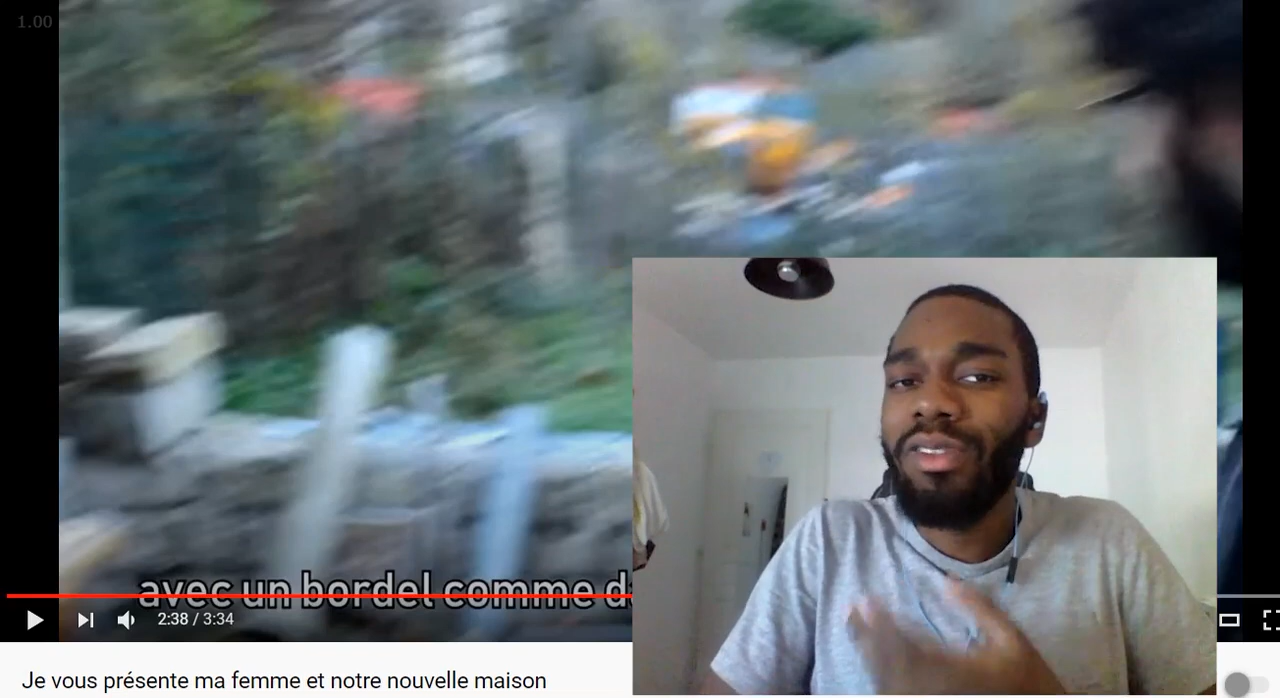 1.00
avec un bordel comme
2:38 / 3:34
Je vous présente ma femme et notre nouvelle maison